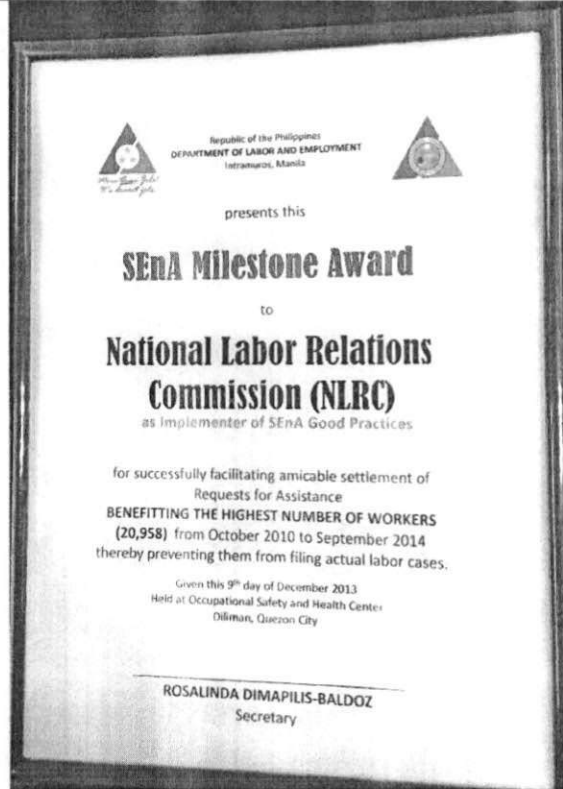 Republic of the Philippines
DEPARTMENT OF LABOR AND EMPLOYMENT
Intramuros, Manila
presents this
SEnA Milestone Award
to
National Labor Relations
Commission (NLRC)
as Implementer of SEnA Good Practices
for successfully facilitating amicable settlement of
Requests for Assistance
BENEFITTING THE HIGHEST NUMBER OF WORKERS
(20,958) from October 2010 to September 2014
thereby preventing them from filing actual labor cases.
Given this 9th day of December 2013
Held at Occupational Safety and Health Center
Diliman, Quezon City
ROSALINDA DIMAPILIS-BALDOZ
Secretary